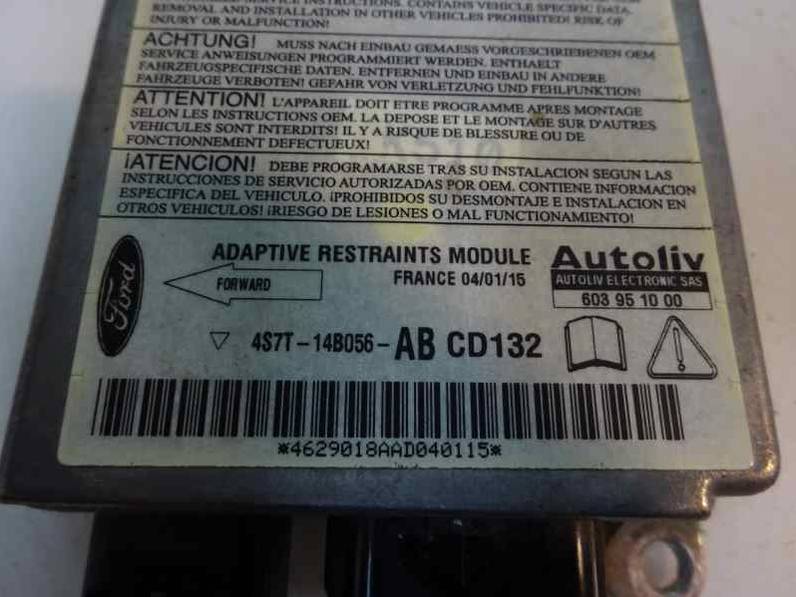 REMOVAL AND INSTALLATION IN OTHER VEHICLES PROHIBITED! RISK OF
INJURY OR MALFUNCTION!
ACHTUNG! MUSS NACH EINBAU GEMAESS VORGESCHRIEBENEN OEM
SERVICE ANWEISUNGEN PROGRAMMIERT WERDEN. ENTHAELT
FAHRZEUGSPEZIFISCHE DATEN. ENTFERNEN UND EINBAU IN ANDERE
FAHRZEUGE VERBOTEN! GEFAHR VON VERLETZUNG UND FEHLFUNKTION!
ATTENTION! L'APPAREIL DOIT ETRE PROGRAMME APRES MONTAGE
SELON LES INSTRUCTIONS OEM. LA DEPOSE ET LE MONTAGE SUR D'AUTRES
VEHICULES SONT INTERDITS! IL Y A RISQUE DE BLESSURE OU DE
FONCTIONNEMENT DEFECTUEUX!
¡ATENCION! DEBE PROGRAMARSE TRAS SU INSTALACION SEGUN LAS
INSTRUCCIONES DE SERVICIO AUTORIZADAS POR OEM. CONTIENE INFORMACION
ESPECIFICA DEL VEHICULO. ¡PROHIBIDOS SU DESMONTAJE E INSTALACION EN
OTROS VEHICULOS! ¡RIESGO DE LESIONES O MAL FUNCTIONAMIENTO!
Ford
FORWARD
ADAPTIVE RESTRAINTS MODULE
FRANCE 04/01/15
Autoliv
AUTOLIV ELECTRONIC SAS
603 95 10 00
4S7T-14B056-AB CD132
*4629018AAD040115*